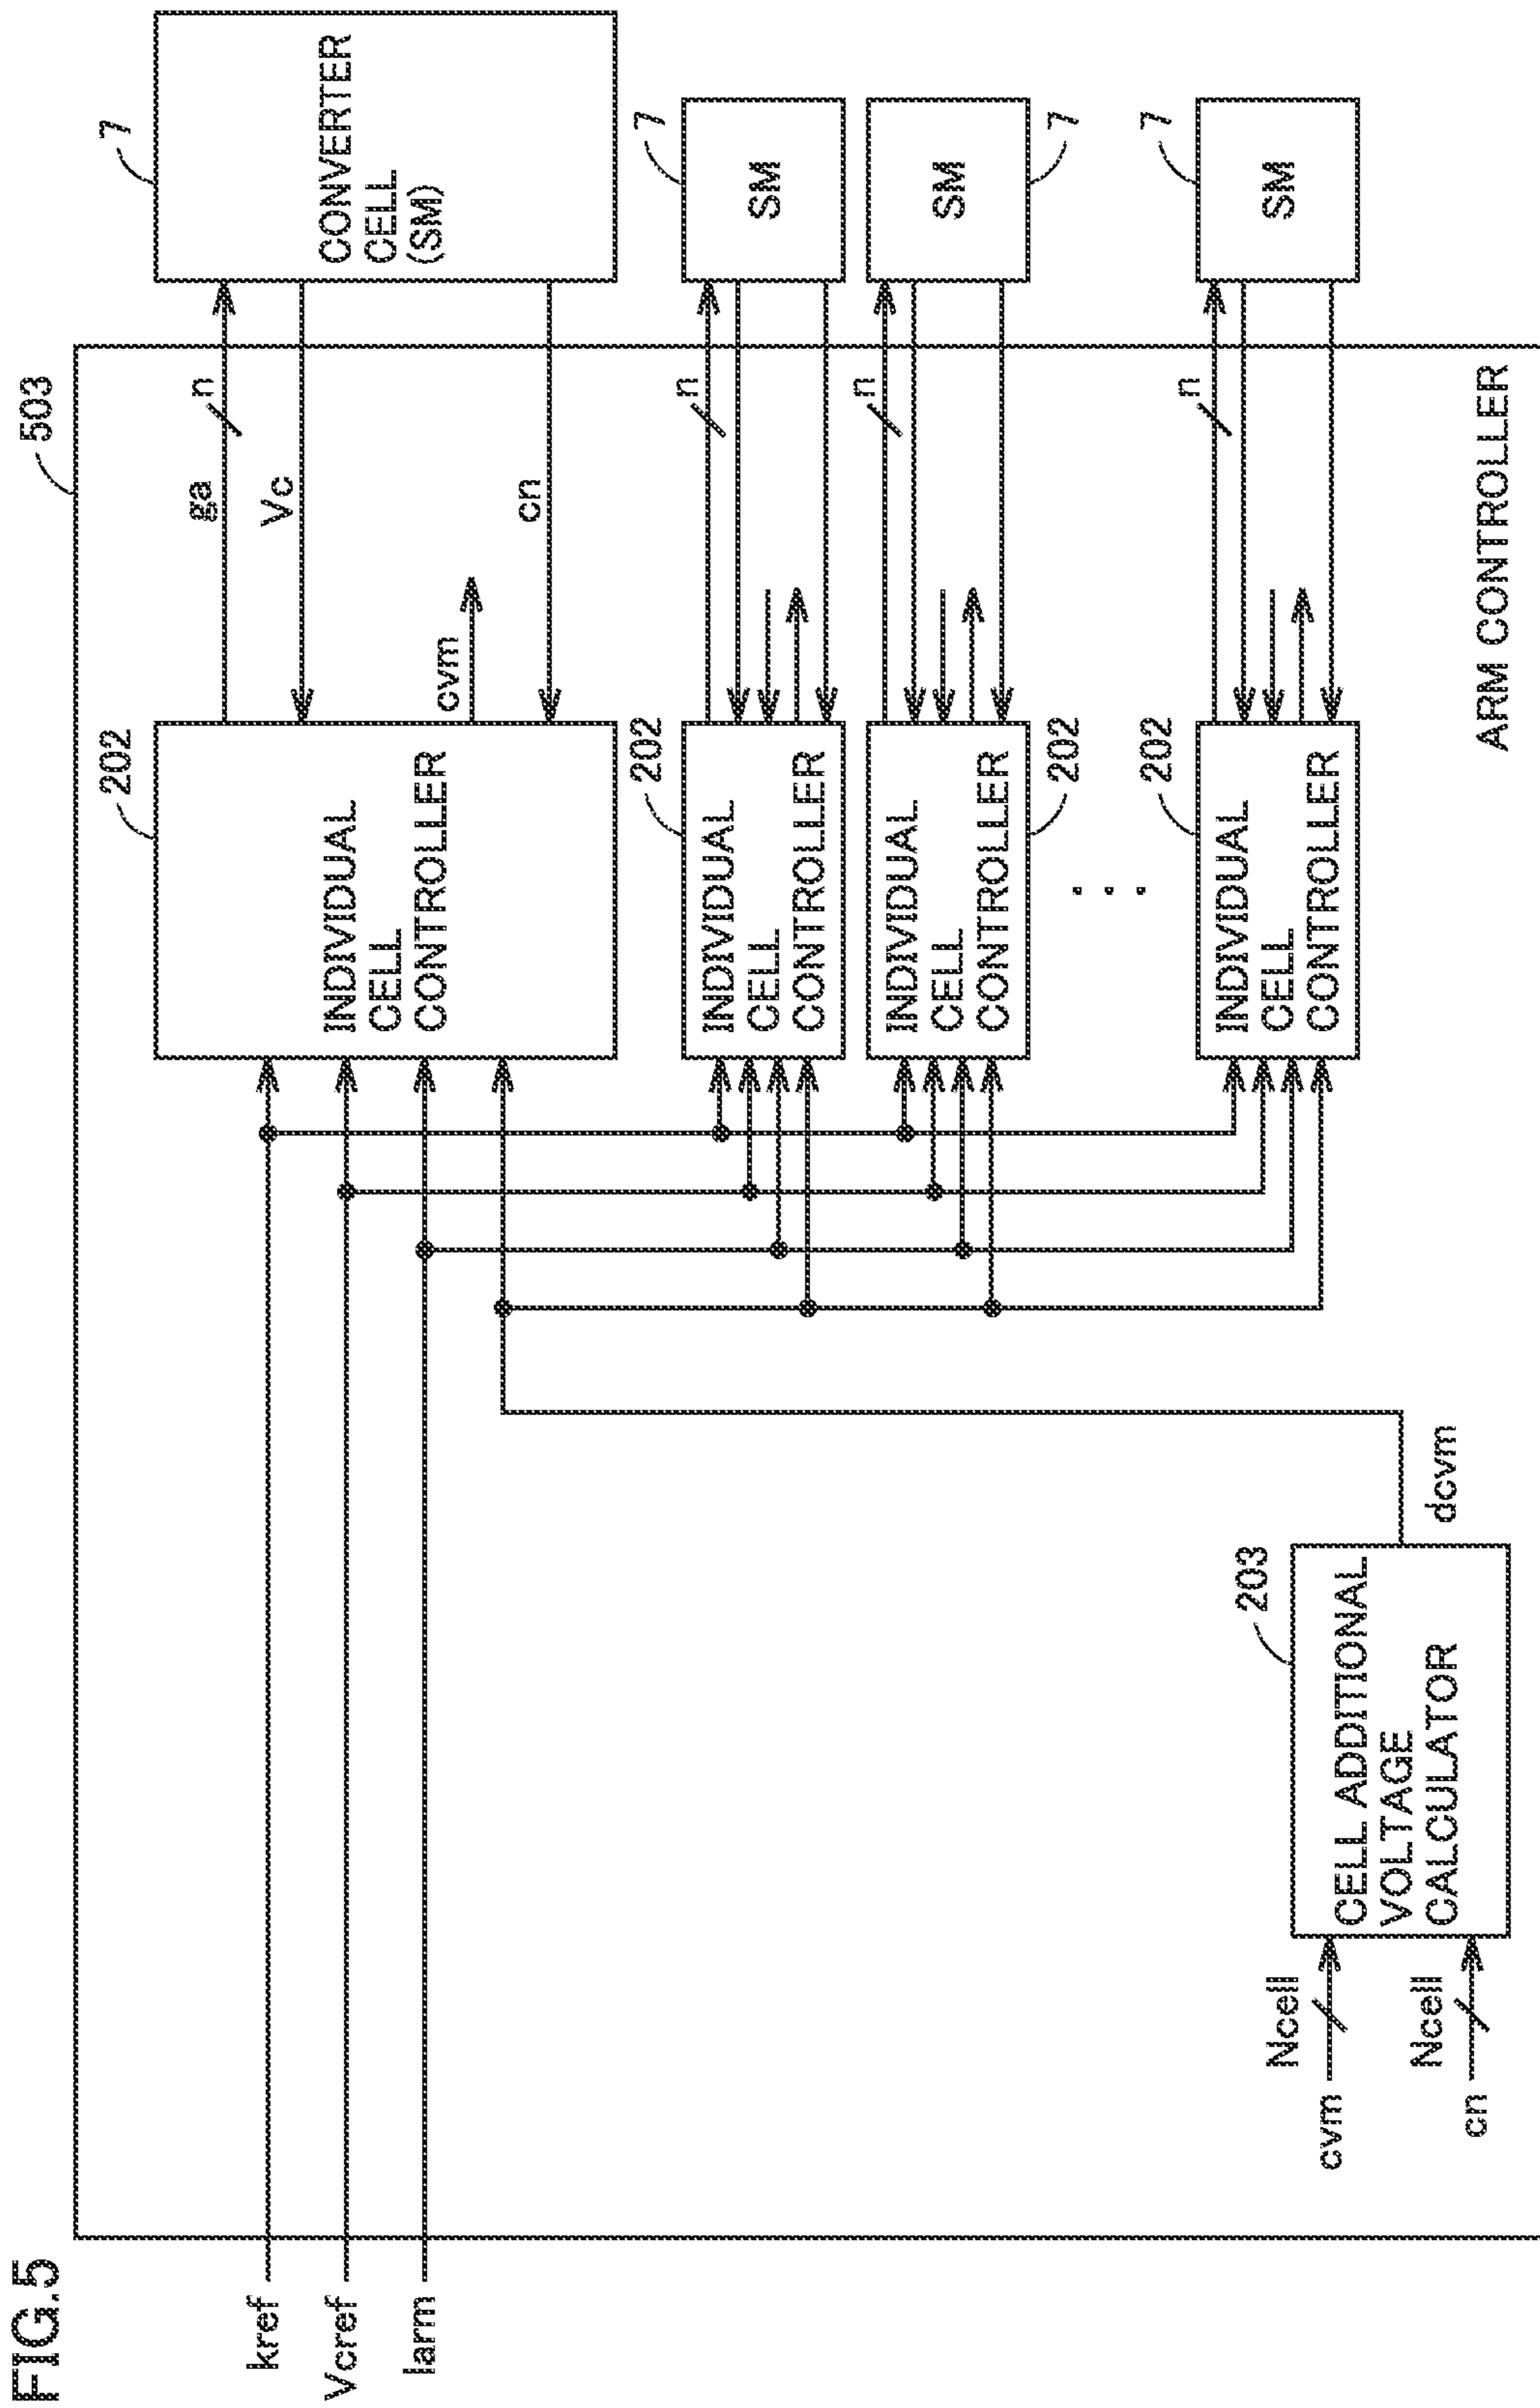 FIG.5
503
kref
Vcref
Iarm
202
INDIVIDUAL
CELL
CONTROLLER
ga
n
Vc
cvm
cn
7
CONVERTER
CELL
(SM)
202
INDIVIDUAL
CELL
CONTROLLER
n
7
SM
INDIVIDUAL
CELL
CONTROLLER
202
n
SM
7
. . .
202
INDIVIDUAL
CELL
CONTROLLER
n
7
SM
cvm
Ncell
cn
Ncell
203
CELL ADDITIONAL
VOLTAGE
CALCULATOR
dcvm
ARM CONTROLLER